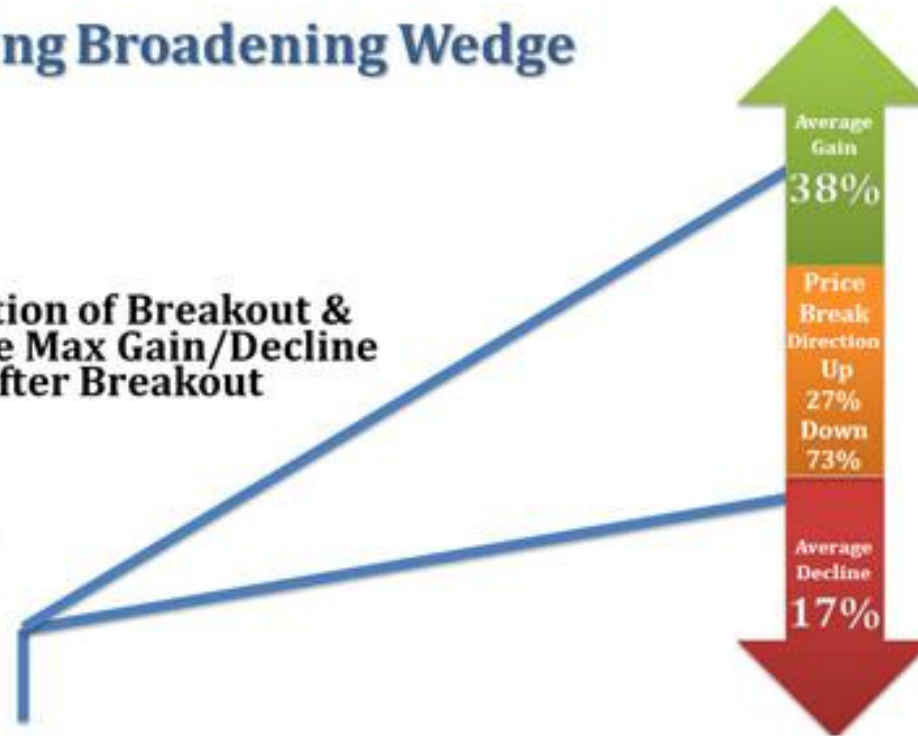 ng Broadening Wedge
tion of Breakout &
e Max Gain/Decline
fter Breakout
Average
Gain
38%
Price
Break
Direction
Up
27%
Down
73%
Average
Decline
17%